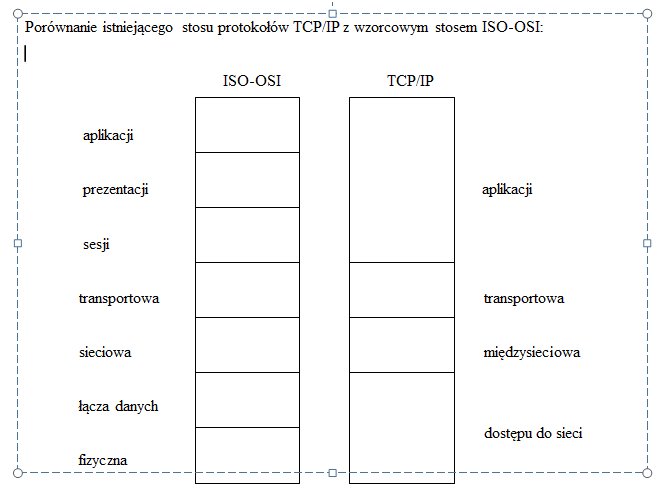 Porównanie istniejącego stosu protokołów TCP/IP z wzorcowym stosem ISO-OSI:
ISO-OSI TCP/IP
aplikacji
prezentacji aplikacji
sesji
transportowa transportowa
sieciowa międzysieciowa
łącza danych
dostępu do sieci
fizyczna